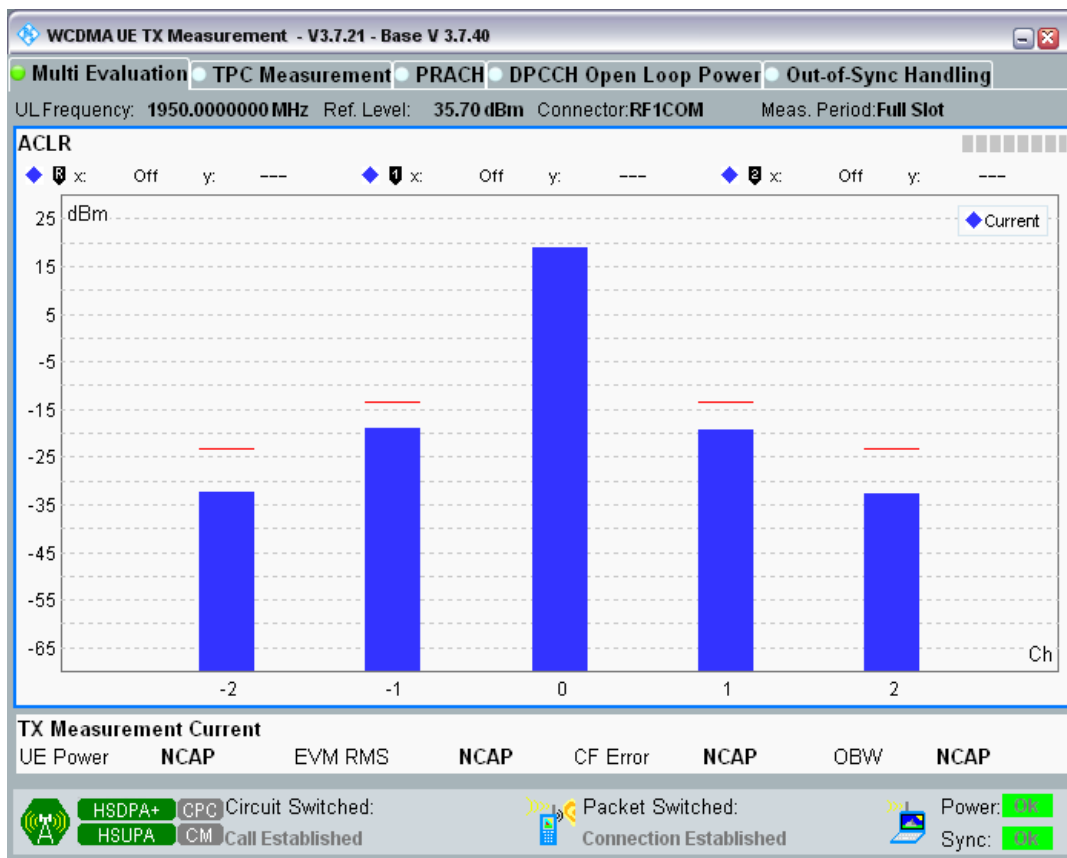 WCDMA UE TX Measurement - V3.7.21 - Base V 3.7.40
Multi Evaluation TPC Measurement PRACH DPCCH Open Loop Power Out-of-Sync Handling
UL Frequency: 1950.0000000 MHz Ref. Level: 35.70 dBm Connector:RF1COM Meas. Period:Full Slot
ACLR
R x: Off y: --- 1 x: Off y: --- 2 x: Off y: ---
dBm
Current
25
15
5
-5
-15
-25
-35
-45
-55
-65
Ch
-2 -1 0 1 2
TX Measurement Current
UE Power NCAP EVM RMS NCAP CF Error NCAP OBW NCAP
HSDPA+ CPC Circuit Switched: Packet Switched: Power: Ok
HSUPA CM Call Established Connection Established Sync: Ok